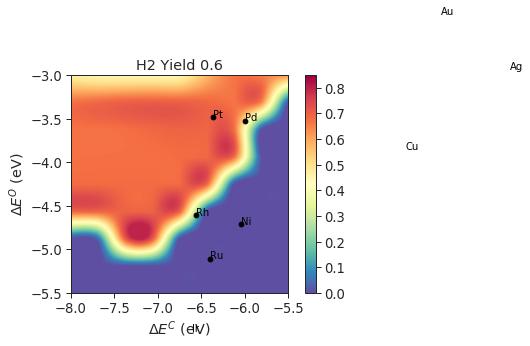 Au
Ag
H2 Yield 0.6
−3.0
−3.5
−4.0
−4.5
−5.0
−5.5
ΔE^O (eV)
Pt
Pd
Cu
Rh
Ni
Ru
−8.0 −7.5 −7.0 −6.5 −6.0 −5.5
ΔE^C (eV)
Ir
0.8
0.7
0.6
0.5
0.4
0.3
0.2
0.1
0.0